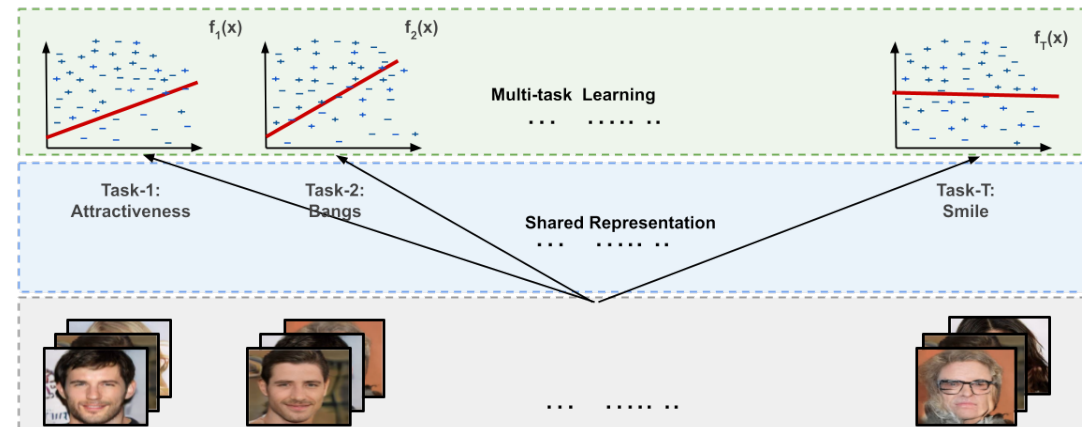 f1(x)
f2(x)
fT(x)
Multi-task Learning
... ..... ..
Task-1:
Attractiveness
Task-2:
Bangs
Task-T:
Smile
Shared Representation
... ..... ..
... ..... ..